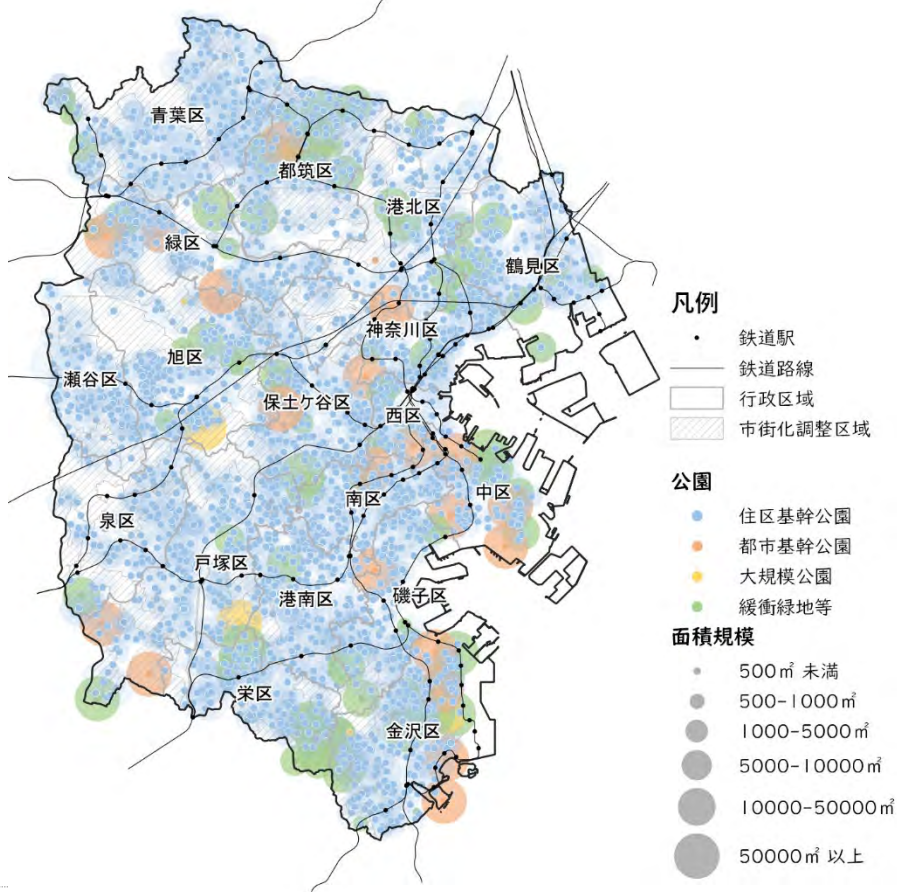 青葉区
都筑区
港北区
緑区
鶴見区
神奈川区
旭区
瀬谷区
保土ケ谷区
西区
中区
南区
泉区
戸塚区
港南区
磯子区
栄区
金沢区
凡例
鉄道駅
鉄道路線
行政区域
市街化調整区域
公園
住区基幹公園
都市基幹公園
大規模公園
緩衝緑地等
面積規模
500㎡ 未満
500-1000㎡
1000-5000㎡
5000-10000㎡
10000-50000㎡
50000㎡ 以上